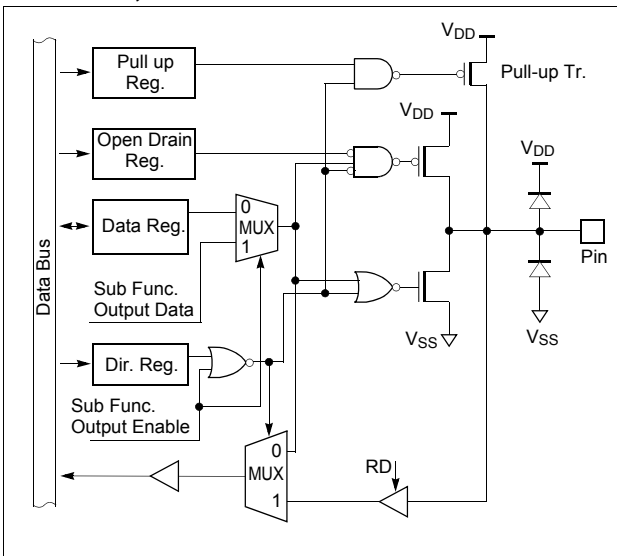 VDD
Pull up
Reg.
Pull-up Tr.
VDD
Open Drain
Reg.
VDD
0
MUX
1
Data Reg.
Data Bus
Pin
Sub Func.
Output Data
VSS
VSS
Dir. Reg.
Sub Func.
Output Enable
0
MUX
1
RD